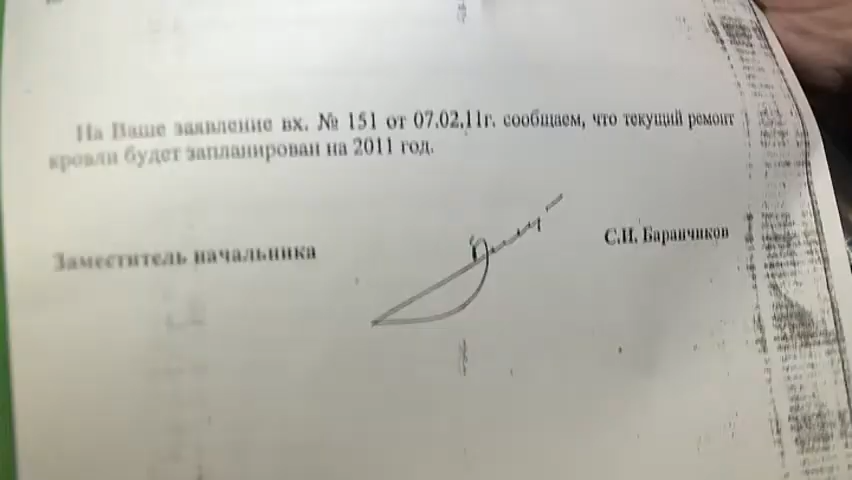 На Ваше заявление вх. № 151 от 07.02.11г. сообщаем, что текущий ремонт
кровли будет запланирован на 2011 год.
Заместитель начальника
С.И. Баранчиков